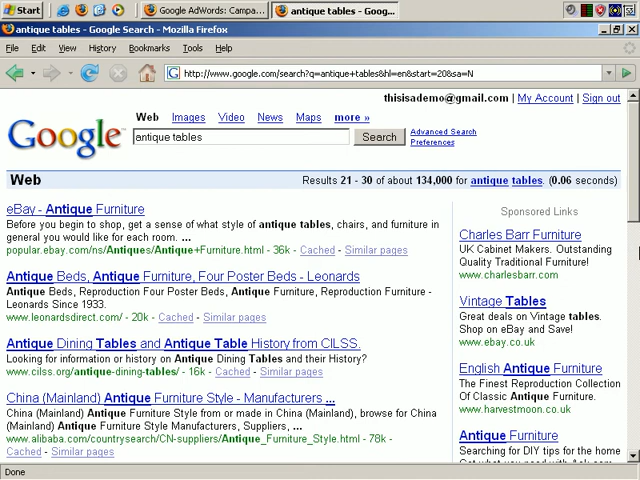 Start
Google AdWords: Campa...
antique tables - Goog...
antique tables - Google Search - Mozilla Firefox
File Edit View History Bookmarks Tools Help
http://www.google.com/search?q=antique+tables&hl=en&start=20&sa=N
thisisademo@gmail.com | My Account | Sign out
Web Images Video News Maps more »
Google
antique tables
Search
Advanced Search
Preferences
Web
Results 21 - 30 of about 134,000 for antique tables. (0.06 seconds)
eBay - Antique Furniture
Before you begin to shop, get a sense of what style of antique tables, chairs, and furniture in
general you would like for each room. ...
popular.ebay.com/ns/Antiques/Antique+Furniture.html - 36k - Cached - Similar pages
Antique Beds, Antique Furniture, Four Poster Beds - Leonards
Antique Beds, Reproduction Four Poster Beds, Antique Furniture, Reproduction Furniture -
Leonards Since 1933.
www.leonardsdirect.com/ - 20k - Cached - Similar pages
Antique Dining Tables and Antique Table History from CILSS.
Looking for information or history on Antique Dining Tables and their History?
www.cilss.org/antique-dining-tables/ - 16k - Cached - Similar pages
China (Mainland) Antique Furniture Style - Manufacturers ...
China (Mainland) Antique Furniture Style from or made in China (Mainland), browse for China
(Mainland) Antique Furniture Style Manufacturers, Suppliers, ...
www.alibaba.com/countrysearch/CN-suppliers/Antique_Furniture_Style.html - 78k -
Cached - Similar pages
Sponsored Links
Charles Barr Furniture
UK Cabinet Makers. Outstanding
Quality Traditional Furniture!
www.charlesbarr.com
Vintage Tables
Great deals on Vintage tables.
Shop on eBay and Save!
www.ebay.co.uk
English Antique Furniture
The Finest Reproduction Collection
Of Classic Antique Furniture.
www.harvestmoon.co.uk
Antique Furniture
Searching for DIY tips for the home
Get what you need with Ask.com
Done